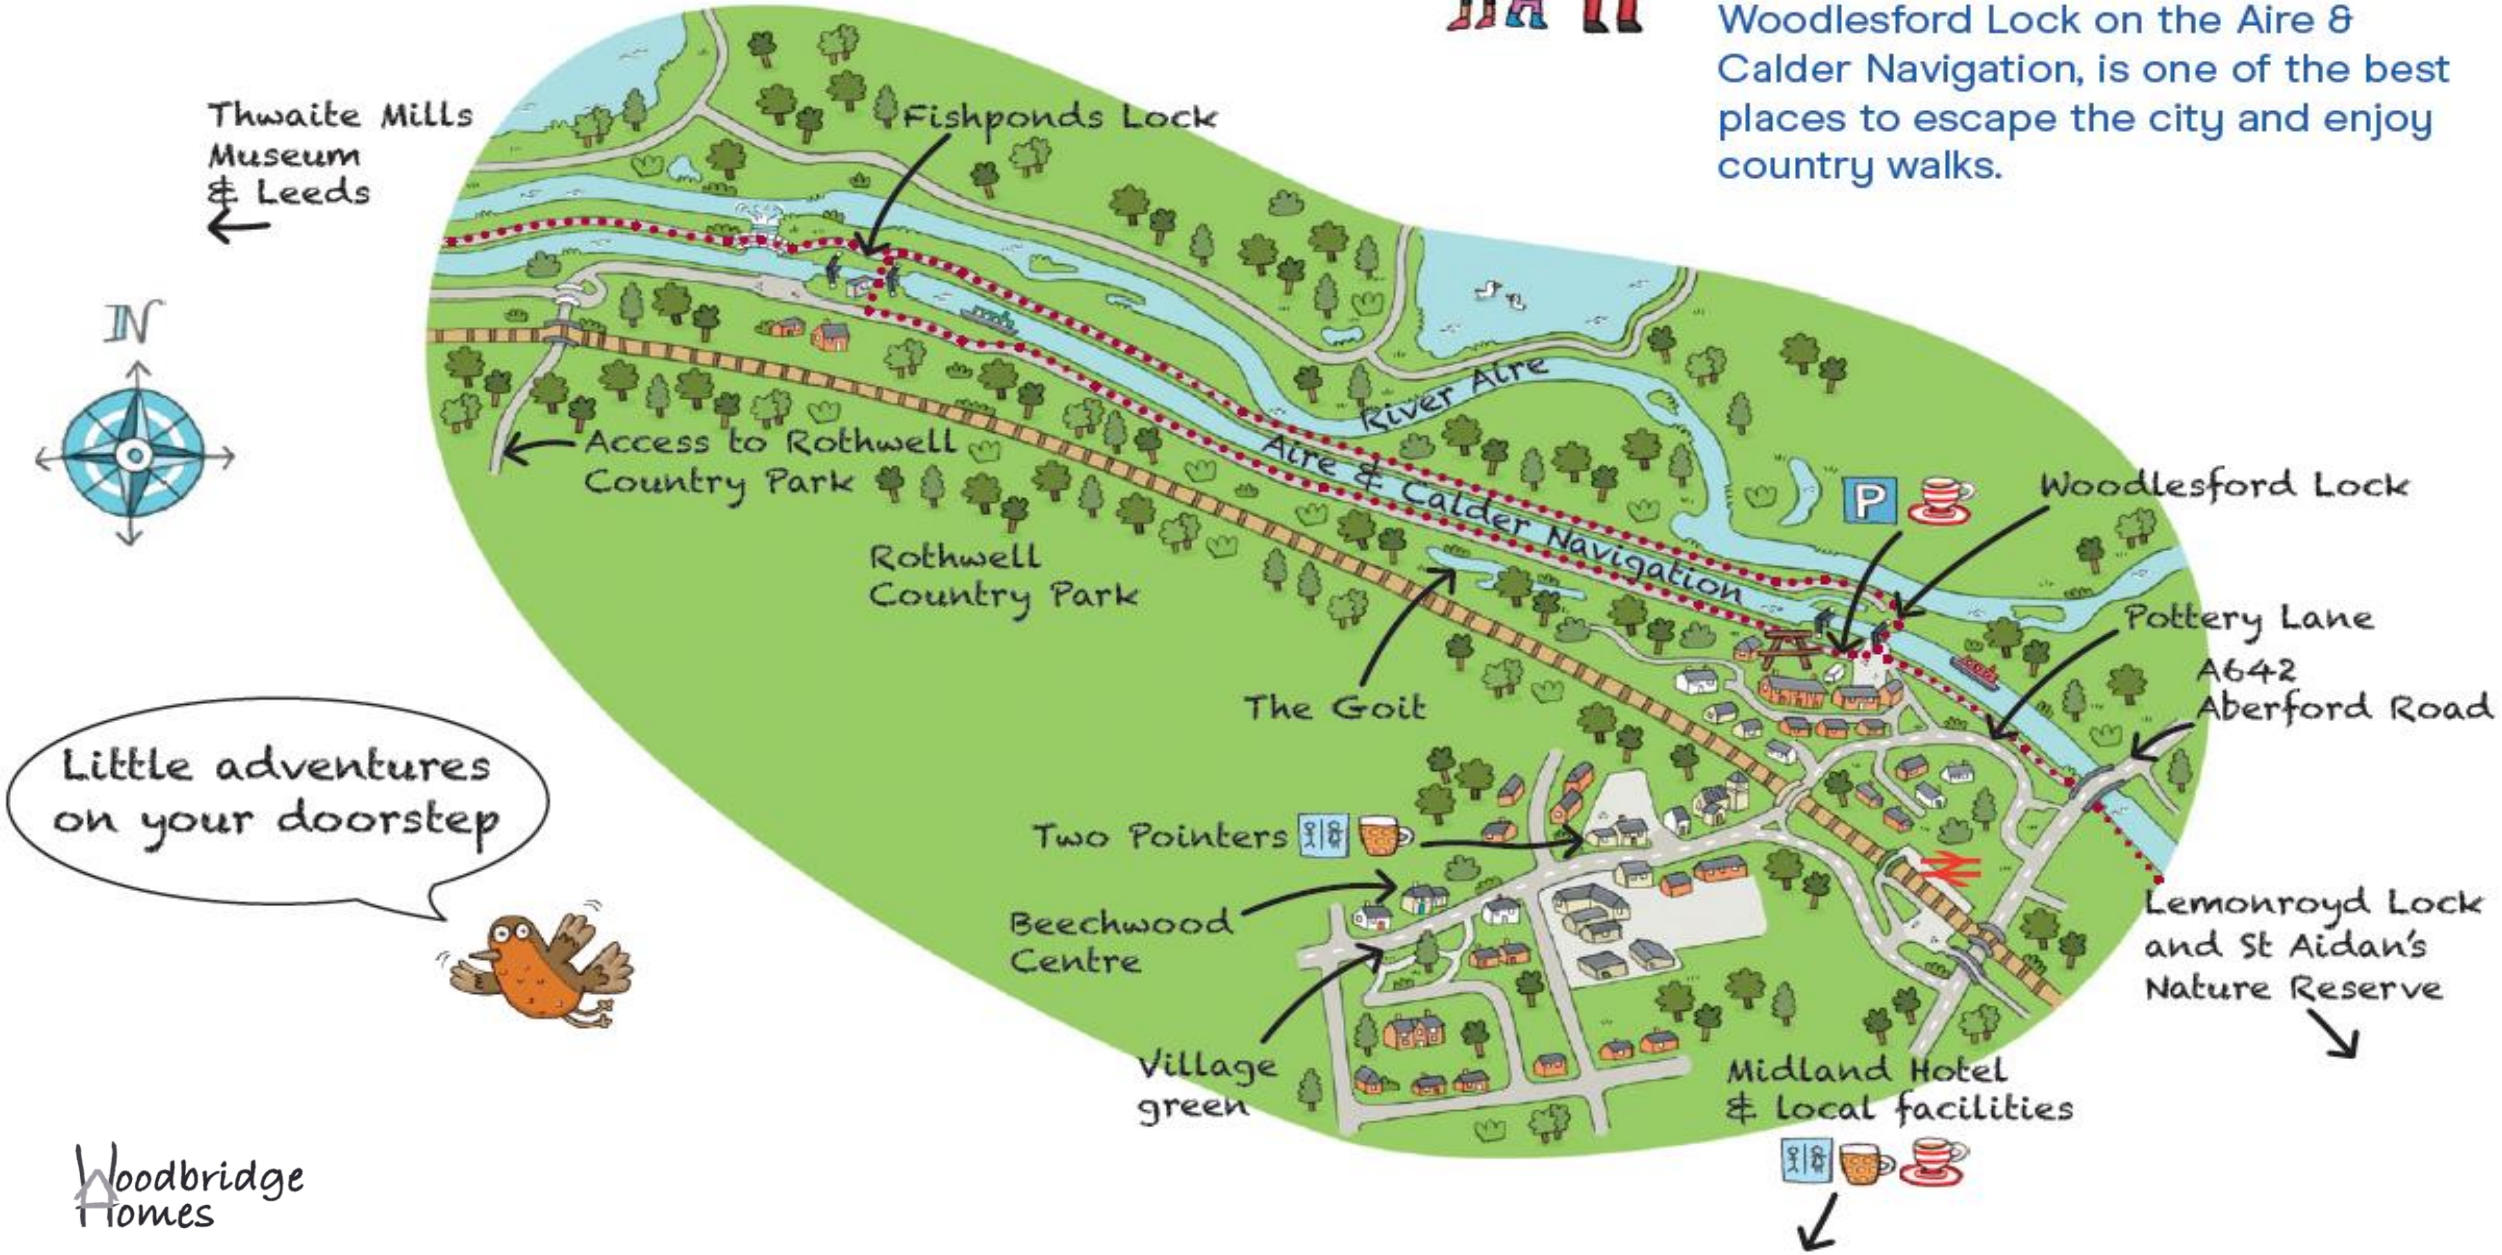 Woodlesford Lock on the Aire &
Calder Navigation, is one of the best
places to escape the city and enjoy
country walks.
Thwaite Mills
Museum
& Leeds
Fishponds Lock
N
River Aire
Aire & Calder Navigation
Access to Rothwell
Country Park
Rothwell
Country Park
P
Woodlesford Lock
Pottery Lane
A642
Aberford Road
The Goit
Little adventures
on your doorstep
Two Pointers
Beechwood
Centre
Village
green
Lemonroyd Lock
and St Aidan's
Nature Reserve
Midland Hotel
& local facilities
Woodbridge
Homes